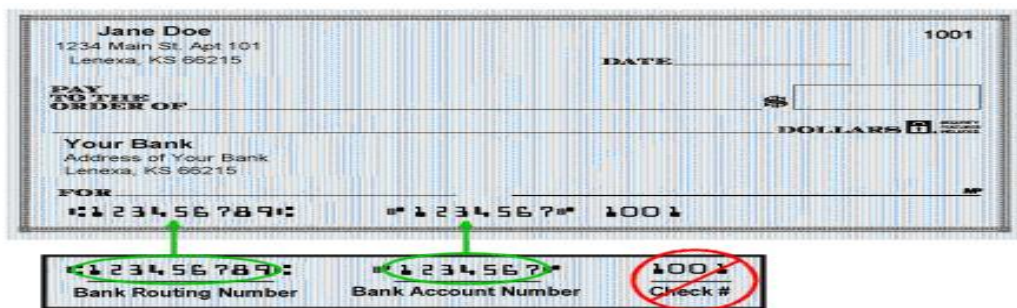 Jane Doe
1234 Main St. Apt 101
Lenexa, KS 66215
1001
DATE
PAY
TO THE
ORDER OF
$
DOLLARS
Your Bank
Address of Your Bank
Lenexa, KS 66215
FOR
MP
⑆123456789⑆ ⑈1234567⑈ 1001
⑆123456789⑆ ⑈1234567⑈ 1001
Bank Routing Number Bank Account Number Check #